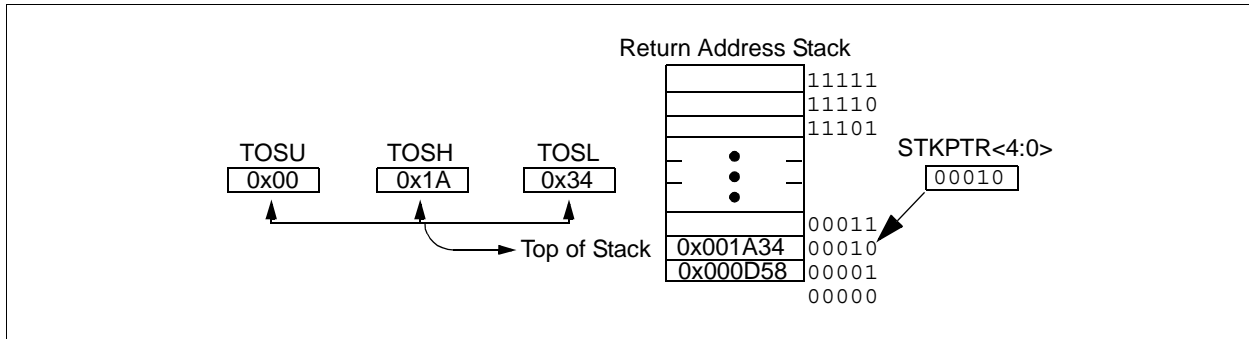 Return Address Stack
11111
11110
11101
TOSU TOSH TOSL STKPTR<4:0>
0x00 0x1A 0x34 00010
00011
Top of Stack 0x001A34 00010
0x000D58 00001
00000